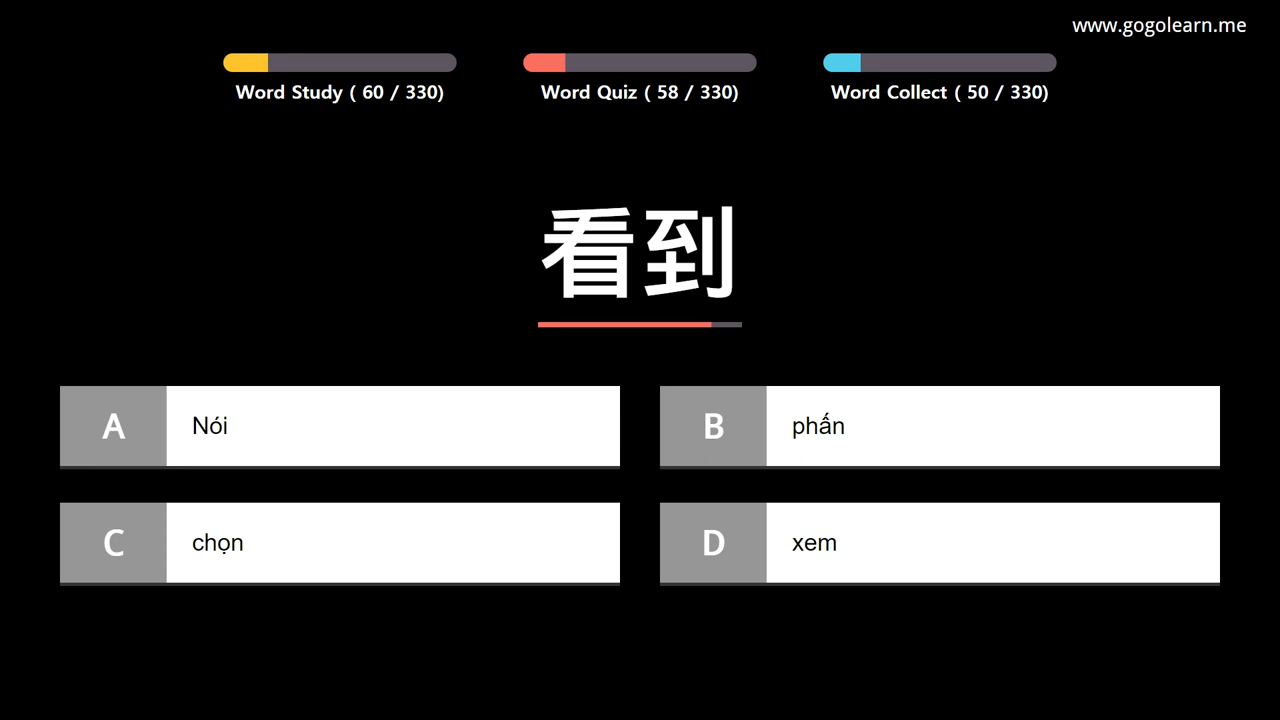 www.gogolearn.me
Word Study ( 60 / 330)
Word Quiz ( 58 / 330)
Word Collect ( 50 / 330)
看到
A
Nói
B
phấn
C
chọn
D
xem